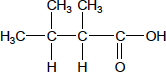 CH₃ CH₃
H₃C C C OH
H H O